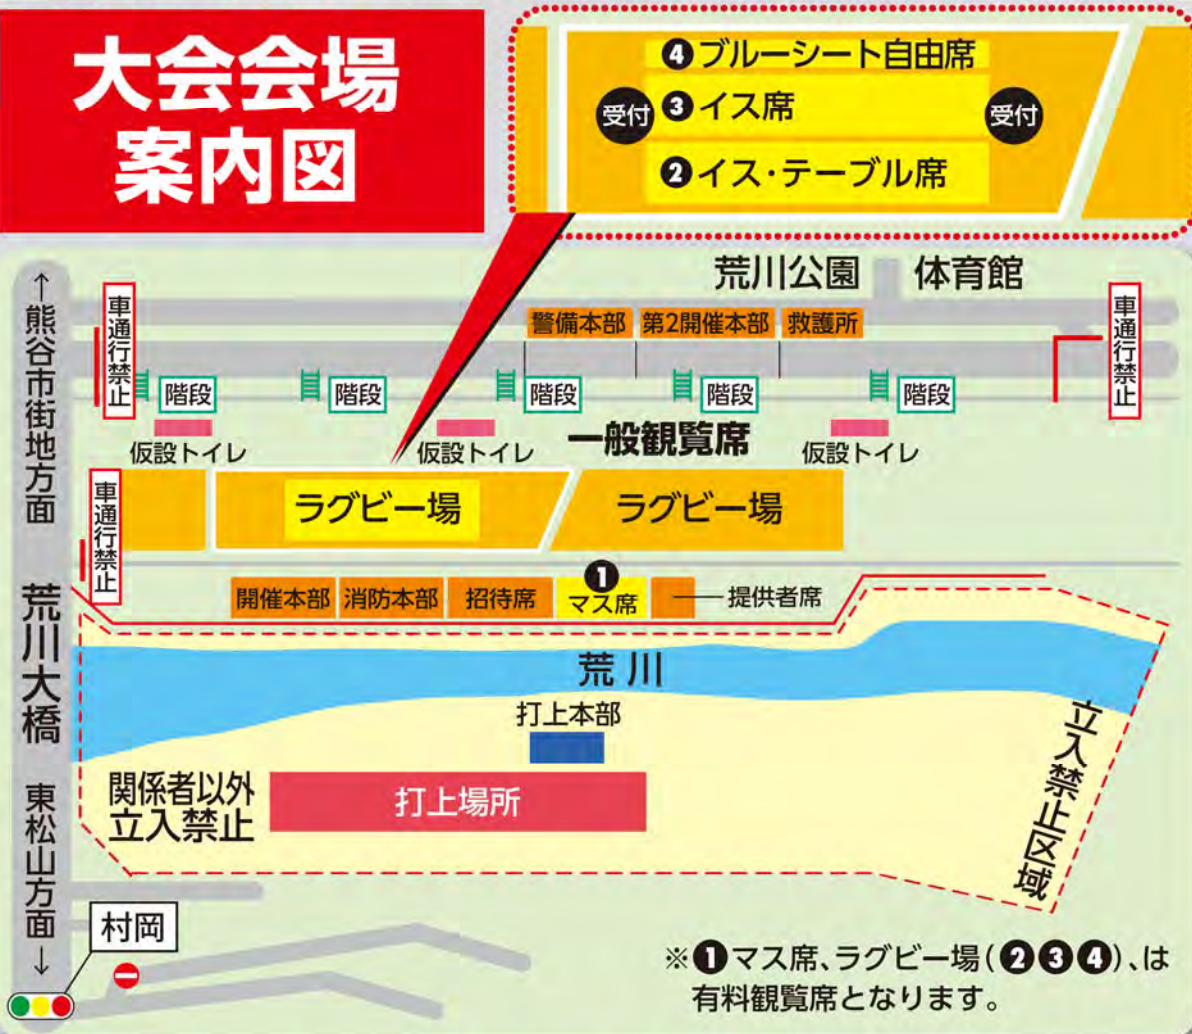 大会会場
案内図
❹ブルーシート自由席
受付
❸イス席
受付
❷イス・テーブル席
荒川公園
体育館
←熊谷市街地方面
車通行禁止
警備本部
第2開催本部
救護所
車通行禁止
階段
階段
階段
階段
階段
仮設トイレ
仮設トイレ
一般観覧席
仮設トイレ
車通行禁止
ラグビー場
ラグビー場
開催本部
消防本部
招待席
❶
マス席
提供者席
荒川大橋
荒川
打上本部
打上場所
関係者以外
立入禁止
立入禁止区域
東松山方面→
村岡
※❶マス席、ラグビー場(❷❸❹)、は
有料観覧席となります。